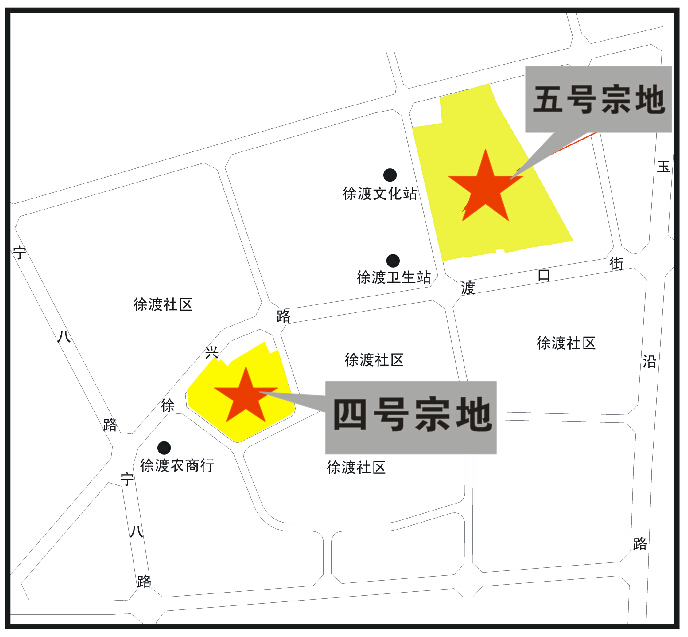 五号宗地
玉
徐渡文化站
宁
徐渡卫生站
渡口街
徐渡社区
徐兴路
八
徐渡社区
徐渡社区
沿
四号宗地
路
徐渡农商行
徐渡社区
宁
八
路
路